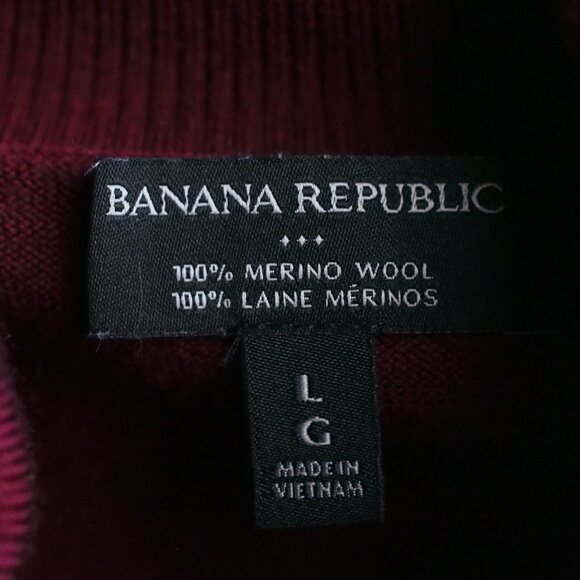 BANANA REPUBLIC
100% MERINO WOOL
100% LAINE MÉRINOS
L
G
MADE IN
VIETNAM